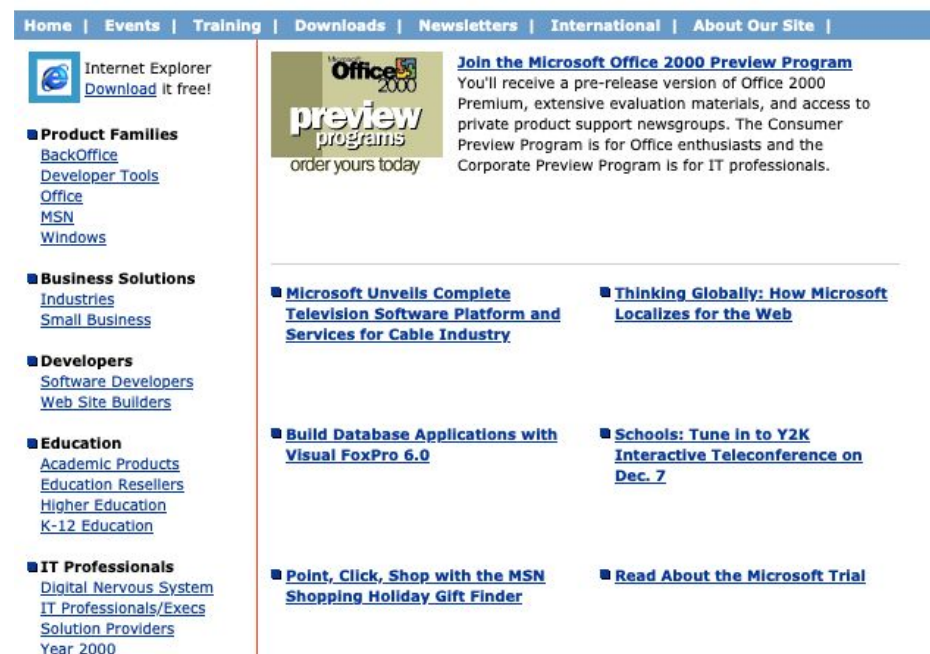 Home | Events | Training | Downloads | Newsletters | International | About Our Site |
Internet Explorer
Download it free!
Product Families
BackOffice
Developer Tools
Office
MSN
Windows
Business Solutions
Industries
Small Business
Developers
Software Developers
Web Site Builders
Education
Academic Products
Education Resellers
Higher Education
K-12 Education
IT Professionals
Digital Nervous System
IT Professionals/Execs
Solution Providers
Year 2000
Microsoft
Office
2000
preview
programs
order yours today
Join the Microsoft Office 2000 Preview Program
You'll receive a pre-release version of Office 2000
Premium, extensive evaluation materials, and access to
private product support newsgroups. The Consumer
Preview Program is for Office enthusiasts and the
Corporate Preview Program is for IT professionals.
Microsoft Unveils Complete
Television Software Platform and
Services for Cable Industry
Thinking Globally: How Microsoft
Localizes for the Web
Build Database Applications with
Visual FoxPro 6.0
Schools: Tune in to Y2K
Interactive Teleconference on
Dec. 7
Point, Click, Shop with the MSN
Shopping Holiday Gift Finder
Read About the Microsoft Trial